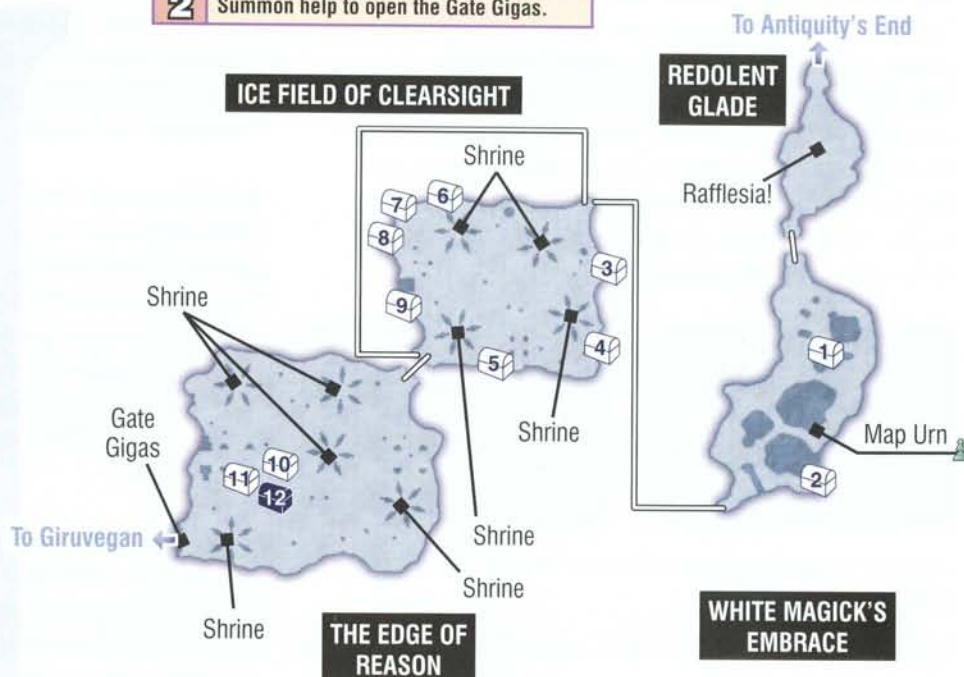 2 Summon help to open the Gate Gigas.
To Antiquity's End
ICE FIELD OF CLEARSIGHT
REDOLENT
GLADE
Shrine
Rafflesia!
7
6
8
3
9
5
4
1
Shrine
Shrine
Map Urn
2
Gate
Gigas
10
11
12
To Giruvegan
Shrine
Shrine
Shrine
THE EDGE OF
REASON
WHITE MAGICK'S
EMBRACE